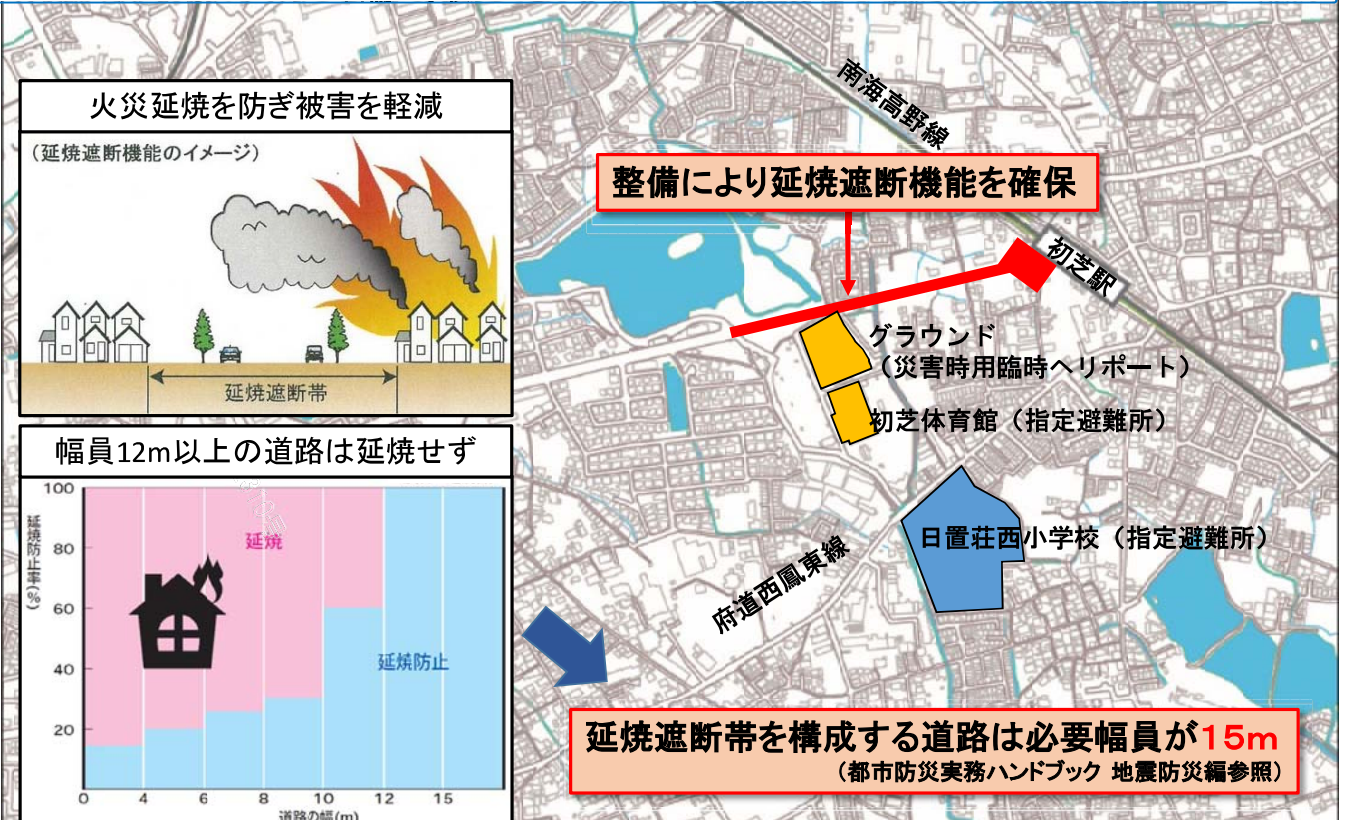 火災延焼を防ぎ被害を軽減
（延焼遮断機能のイメージ）
延焼遮断帯
幅員12m以上の道路は延焼せず
延焼防止率(%)
100
80
60
40
20
延焼
延焼防止
0 4 6 8 10 12 15
道路の幅(m)
南海高野線
整備により延焼遮断機能を確保
初芝駅
グラウンド
（災害時用臨時ヘリポート）
初芝体育館（指定避難所）
日置荘西小学校（指定避難所）
府道西鳳東線
延焼遮断帯を構成する道路は必要幅員が15m
（都市防災実務ハンドブック 地震防災編参照）